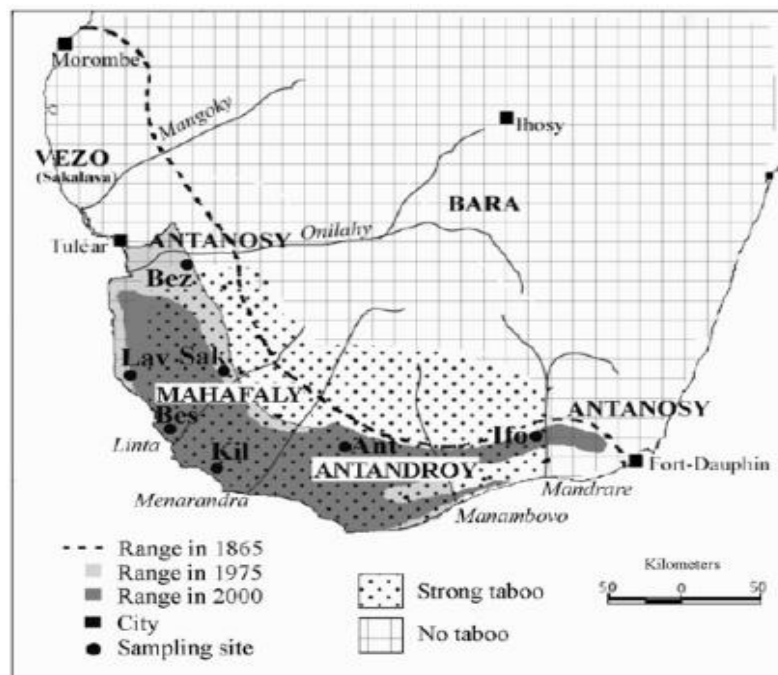 Morombe
Mangoky
Ihosy
VEZO
(Sakalava)
BARA
Tuléar
ANTANOSY
Onilahy
Bez
Lav Sak
MAHAFALY
ANTANOSY
Bes
Ifo
Linta
Kil
Ant
ANTANDROY
Fort-Dauphin
Menarandra
Mandrare
Manambovo
Range in 1865
Range in 1975
Range in 2000
City
Sampling site
Strong taboo
No taboo
Kilometers
50 0 50